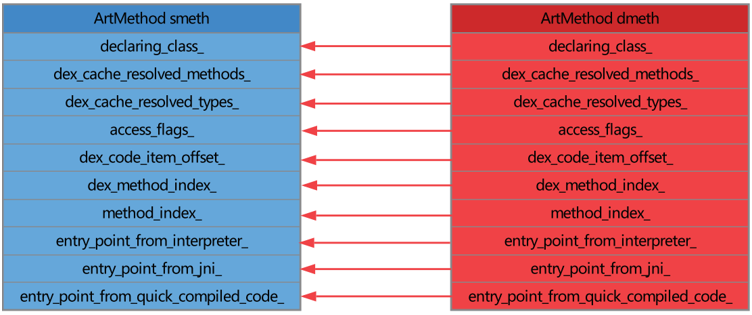 ArtMethod smeth
declaring_class_
dex_cache_resolved_methods_
dex_cache_resolved_types_
access_flags_
dex_code_item_offset_
dex_method_index_
method_index_
entry_point_from_interpreter_
entry_point_from_jni_
entry_point_from_quick_compiled_code_
ArtMethod dmeth
declaring_class_
dex_cache_resolved_methods_
dex_cache_resolved_types_
access_flags_
dex_code_item_offset_
dex_method_index_
method_index_
entry_point_from_interpreter_
entry_point_from_jni_
entry_point_from_quick_compiled_code_